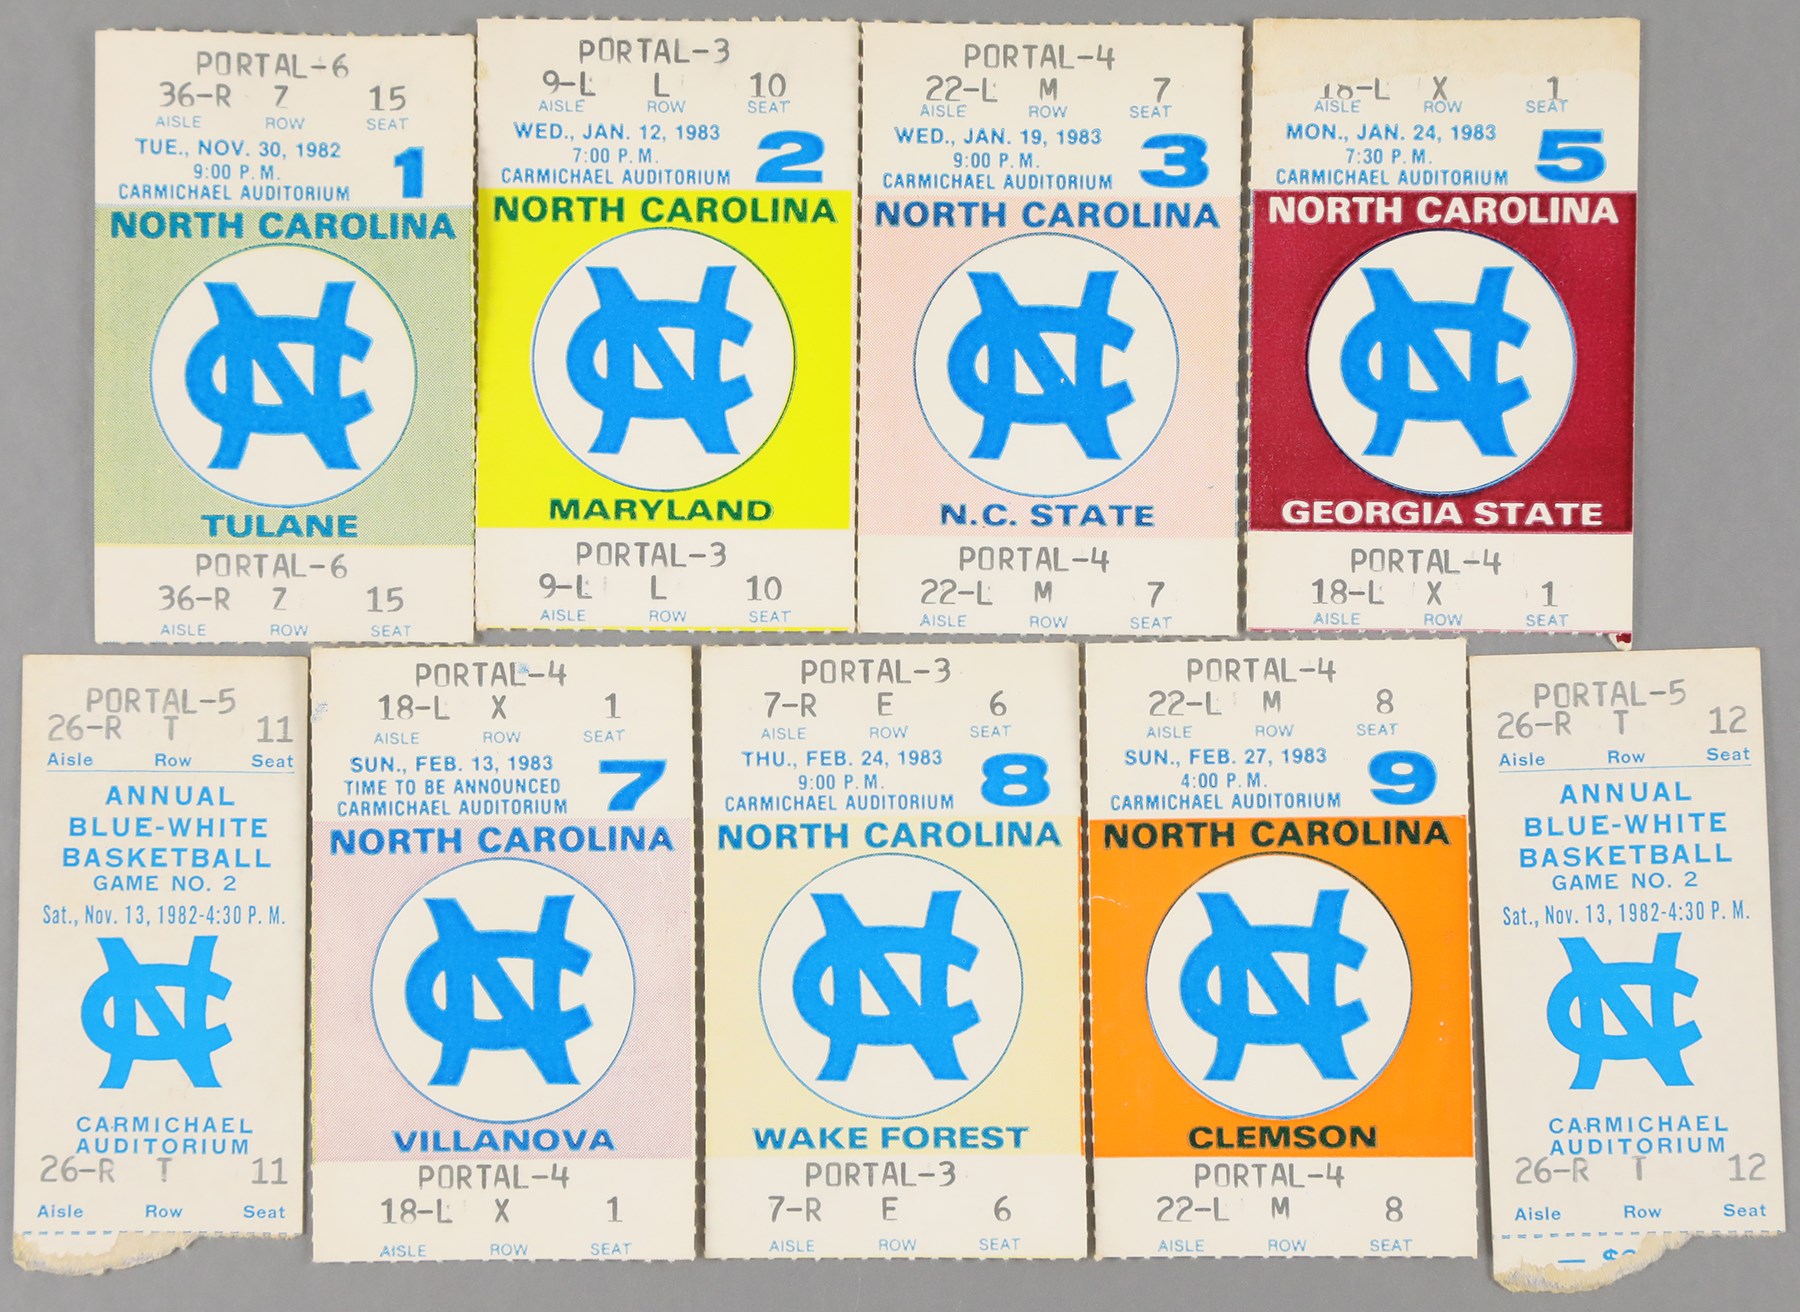 PORTAL-6
36-R Z 15
AISLE ROW SEAT
TUE., NOV. 30, 1982
9:00 P.M.
CARMICHAEL AUDITORIUM
1
NORTH CAROLINA
NC
TULANE
PORTAL-6
36-R Z 15
AISLE ROW SEAT
PORTAL-3
9-L L 10
AISLE ROW SEAT
WED., JAN. 12, 1983
7:00 P.M.
CARMICHAEL AUDITORIUM
2
NORTH CAROLINA
NC
MARYLAND
PORTAL-3
9-L L 10
AISLE ROW SEAT
PORTAL-4
22-L M 7
AISLE ROW SEAT
WED., JAN. 19, 1983
9:00 P.M.
CARMICHAEL AUDITORIUM
3
NORTH CAROLINA
NC
N.C. STATE
PORTAL-4
22-L M 7
AISLE ROW SEAT
18-L X 1
AISLE ROW SEAT
MON., JAN. 24, 1983
7:30 P.M.
CARMICHAEL AUDITORIUM
5
NORTH CAROLINA
NC
GEORGIA STATE
PORTAL-4
18-L X 1
AISLE ROW SEAT
PORTAL-5
26-R T 11
Aisle Row Seat
ANNUAL
BLUE-WHITE
BASKETBALL
GAME NO. 2
Sat., Nov. 13, 1982-4:30 P.M.
NC
CARMICHAEL
AUDITORIUM
26-R T 11
Aisle Row Seat
PORTAL-4
18-L X 1
AISLE ROW SEAT
SUN., FEB. 13, 1983
TIME TO BE ANNOUNCED
CARMICHAEL AUDITORIUM
7
NORTH CAROLINA
NC
VILLANOVA
PORTAL-4
18-L X 1
AISLE ROW SEAT
PORTAL-3
7-R E 6
AISLE ROW SEAT
THU., FEB. 24, 1983
9:00 P.M.
CARMICHAEL AUDITORIUM
8
NORTH CAROLINA
NC
WAKE FOREST
PORTAL-3
7-R E 6
AISLE ROW SEAT
PORTAL-4
22-L M 8
AISLE ROW SEAT
SUN., FEB. 27, 1983
4:00 P.M.
CARMICHAEL AUDITORIUM
9
NORTH CAROLINA
NC
CLEMSON
PORTAL-4
22-L M 8
AISLE ROW SEAT
PORTAL-5
26-R T 12
Aisle Row Seat
ANNUAL
BLUE-WHITE
BASKETBALL
GAME NO. 2
Sat., Nov. 13, 1982-4:30 P.M.
NC
CARMICHAEL
AUDITORIUM
26-R T 12
Aisle Row Seat